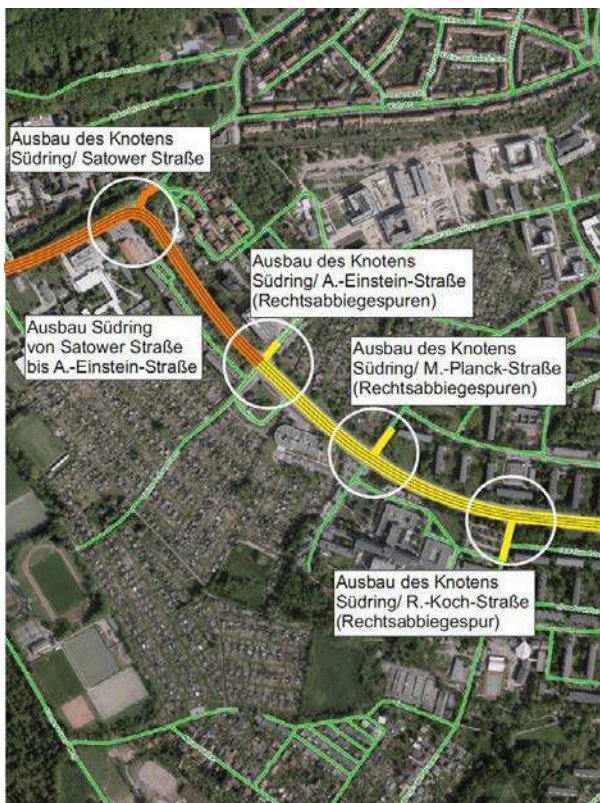 Ausbau des Knotens
Südring/ Satower Straße
Ausbau des Knotens
Südring/ A.-Einstein-Straße
(Rechtsabbiegespuren)
Ausbau Südring
von Satower Straße
bis A.-Einstein-Straße
Ausbau des Knotens
Südring/ M.-Planck-Straße
(Rechtsabbiegespuren)
Ausbau des Knotens
Südring/ R.-Koch-Straße
(Rechtsabbiegespur)